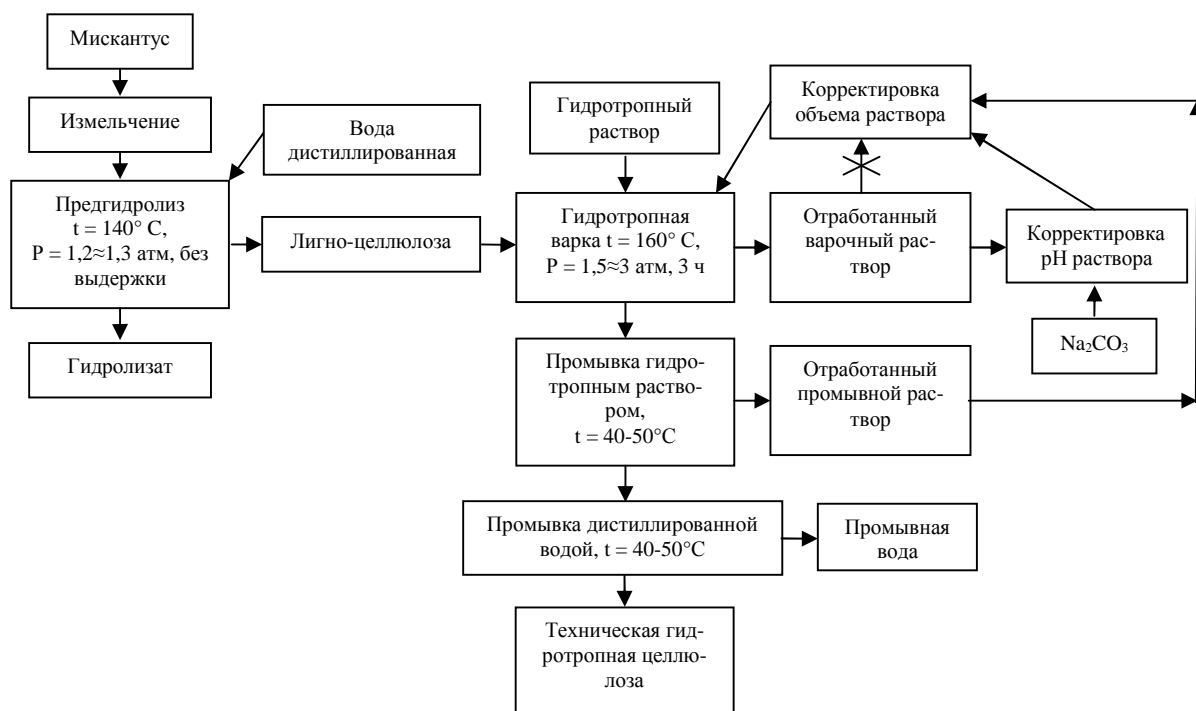 Мискантус
Измельчение
Вода
дистиллированная
Предгидролиз
t = 140° С,
Р = 1,2≈1,3 атм, без
выдержки
Гидролизат
Лигно-целлюлоза
Гидротропный
раствор
Гидротропная
варка t = 160° С,
Р = 1,5≈3 атм, 3 ч
Корректировка
объема раствора
Отработанный
варочный рас-
твор
Корректировка
рН раствора
Na₂CO₃
Промывка гидро-
тропным раство-
ром,
t = 40-50°С
Отработанный
промывной рас-
твор
Промывка дистиллированной
водой, t = 40-50°С
Промывная
вода
Техническая гид-
ротропная целлю-
лоза